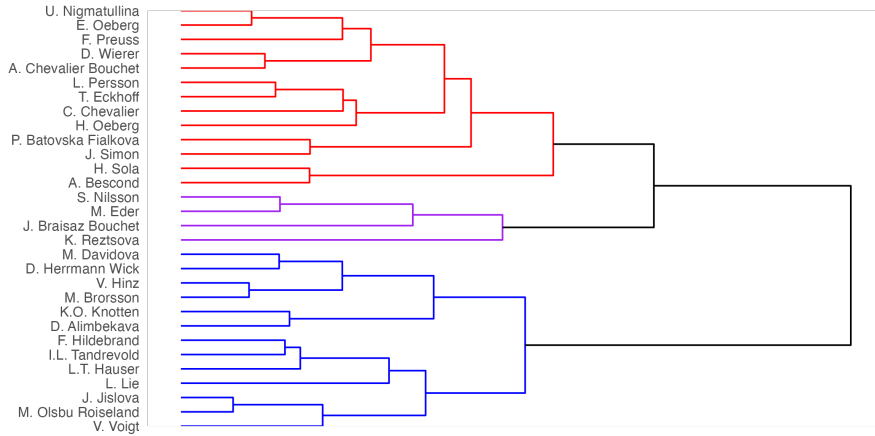 U. Nigmatullina
E. Oeberg
F. Preuss
D. Wierer
A. Chevalier Bouchet
L. Persson
T. Eckhoff
C. Chevalier
H. Oeberg
P. Batovska Fialkova
J. Simon
H. Sola
A. Bescond
S. Nilsson
M. Eder
J. Braisaz Bouchet
K. Reztsova
M. Davidova
D. Herrmann Wick
V. Hinz
M. Brorsson
K.O. Knotten
D. Alimbekava
F. Hildebrand
I.L. Tandrevold
L.T. Hauser
L. Lie
J. Jislova
M. Olsbu Roiseland
V. Voigt